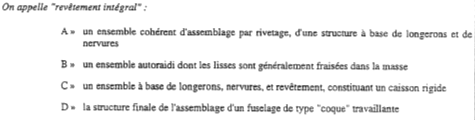 On appelle "revêtement intégral" :
A » un ensemble cohérent d'assemblage par rivetage, d'une structure à base de longerons et de
nervures
B » un ensemble autoraidi dont les lisses sont généralement fraisées dans la masse
C » un ensemble à base de longerons, nervures, et revêtement, constituant un caisson rigide
D » la structure finale de l'assemblage d'un fuselage de type "coque" travaillante